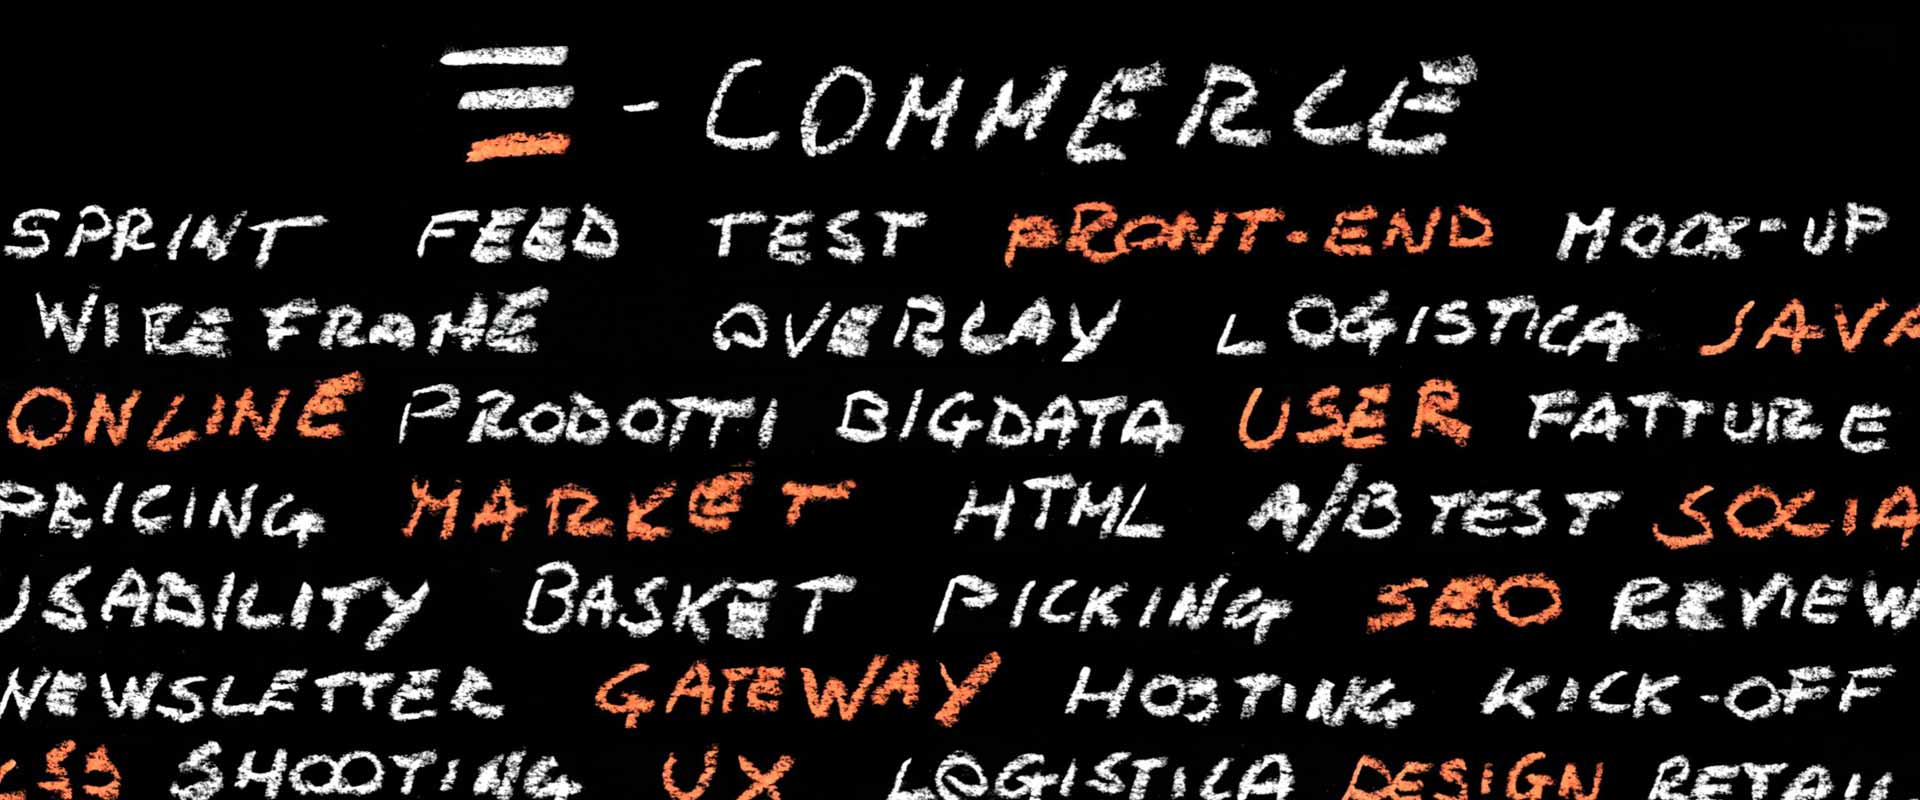 E-COMMERCE
SPRINT FEED TEST FRONT-END MOCK-UP
WIREFRAME OVERLAY LOGISTICA JAVA
ONLINE PRODOTTI BIGDATA USER FATTURE
PRICING MARKET HTML A/B TEST SOCIA
USABILITY BASKET PICKING SEO REVIEW
NEWSLETTER GATEWAY HOSTING KICK-OFF
CSS SHOOTING UX LOGISTICA DESIGN RETAIL